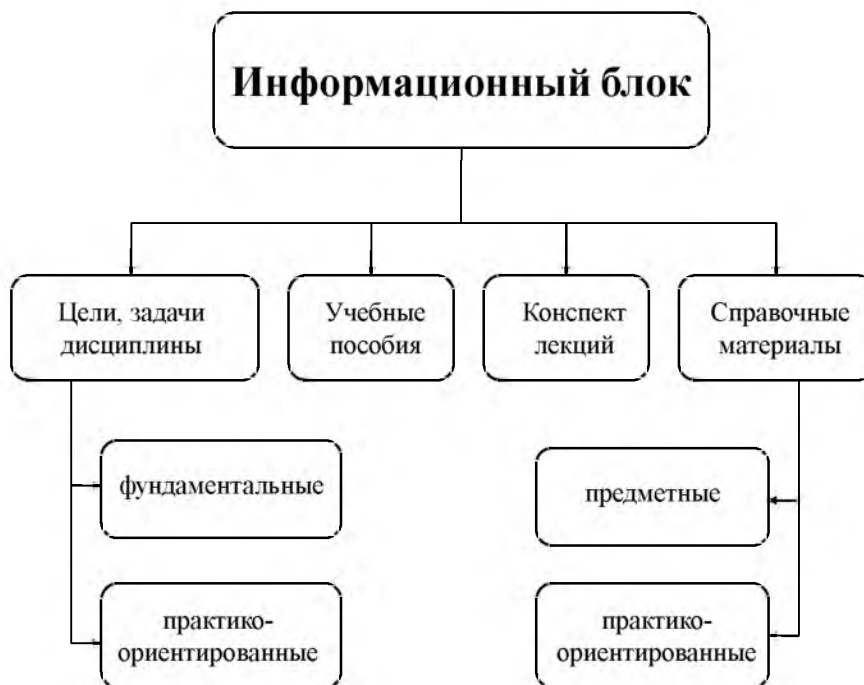 Информационный блок
Цели, задачи
дисциплины
Учебные
пособия
Конспект
лекций
Справочные
материалы
фундаментальные
предметные
практико-
ориентированные
практико-
ориентированные